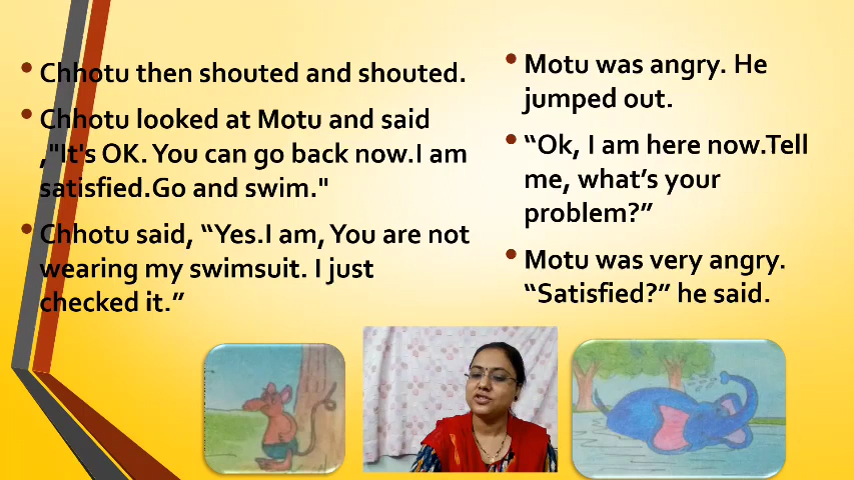 Chhotu then shouted and shouted.
Chhotu looked at Motu and said
,"It's OK. You can go back now.I am
satisfied.Go and swim."
Chhotu said, “Yes.I am, You are not
wearing my swimsuit. I just
checked it.”
Motu was angry. He
jumped out.
“Ok, I am here now.Tell
me, what’s your
problem?”
Motu was very angry.
“Satisfied?” he said.